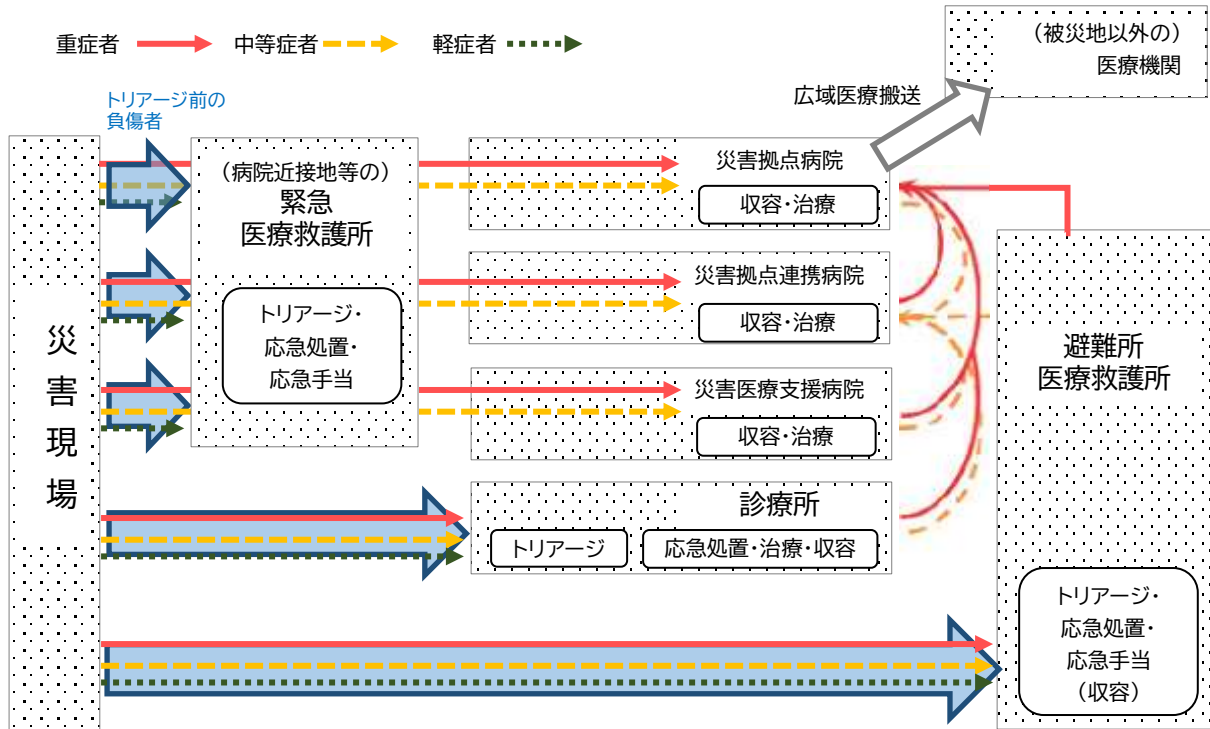 重症者
中等症者
軽症者
(被災地以外の)
医療機関
広域医療搬送
トリアージ前の
負傷者
災害現場
(病院近接地等の)
緊急
医療救護所
トリアージ・
応急処置・
応急手当
災害拠点病院
収容・治療
災害拠点連携病院
収容・治療
災害医療支援病院
収容・治療
診療所
トリアージ
応急処置・治療・収容
避難所
医療救護所
トリアージ・
応急処置・
応急手当
(収容)